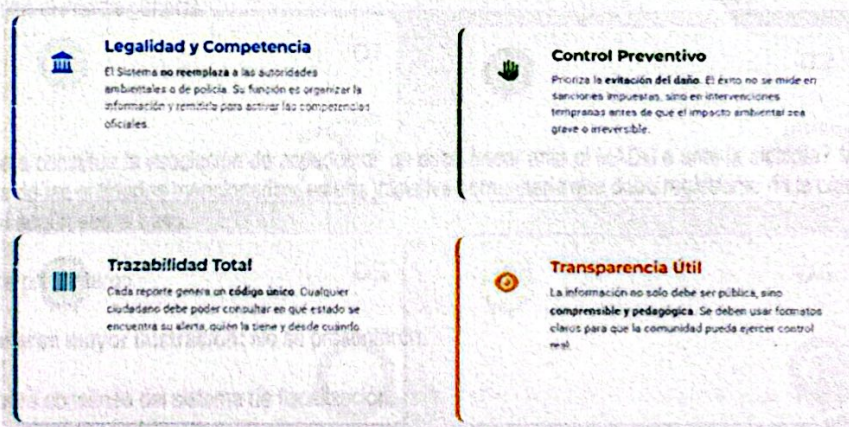 Legalidad y Competencia
El Sistema no reemplaza a las autoridades
ambientales o de policía. Su función es organizar la
información y remitirla para activar las competencias
oficiales.
Control Preventivo
Prioriza la evitación del daño. El éxito no se mide en
sanciones impuestas, sino en intervenciones
tempranas antes de que el impacto ambiental sea
grave o irreversible.
Trazabilidad Total
Cada reporte genera un código único. Cualquier
ciudadano debe poder consultar en qué estado se
encuentra su alerta, quién la tiene y desde cuándo.
Transparencia Útil
La información no solo debe ser pública, sino
comprensible y pedagógica. Se deben usar formatos
claros para que la comunidad pueda ejercer control
real.